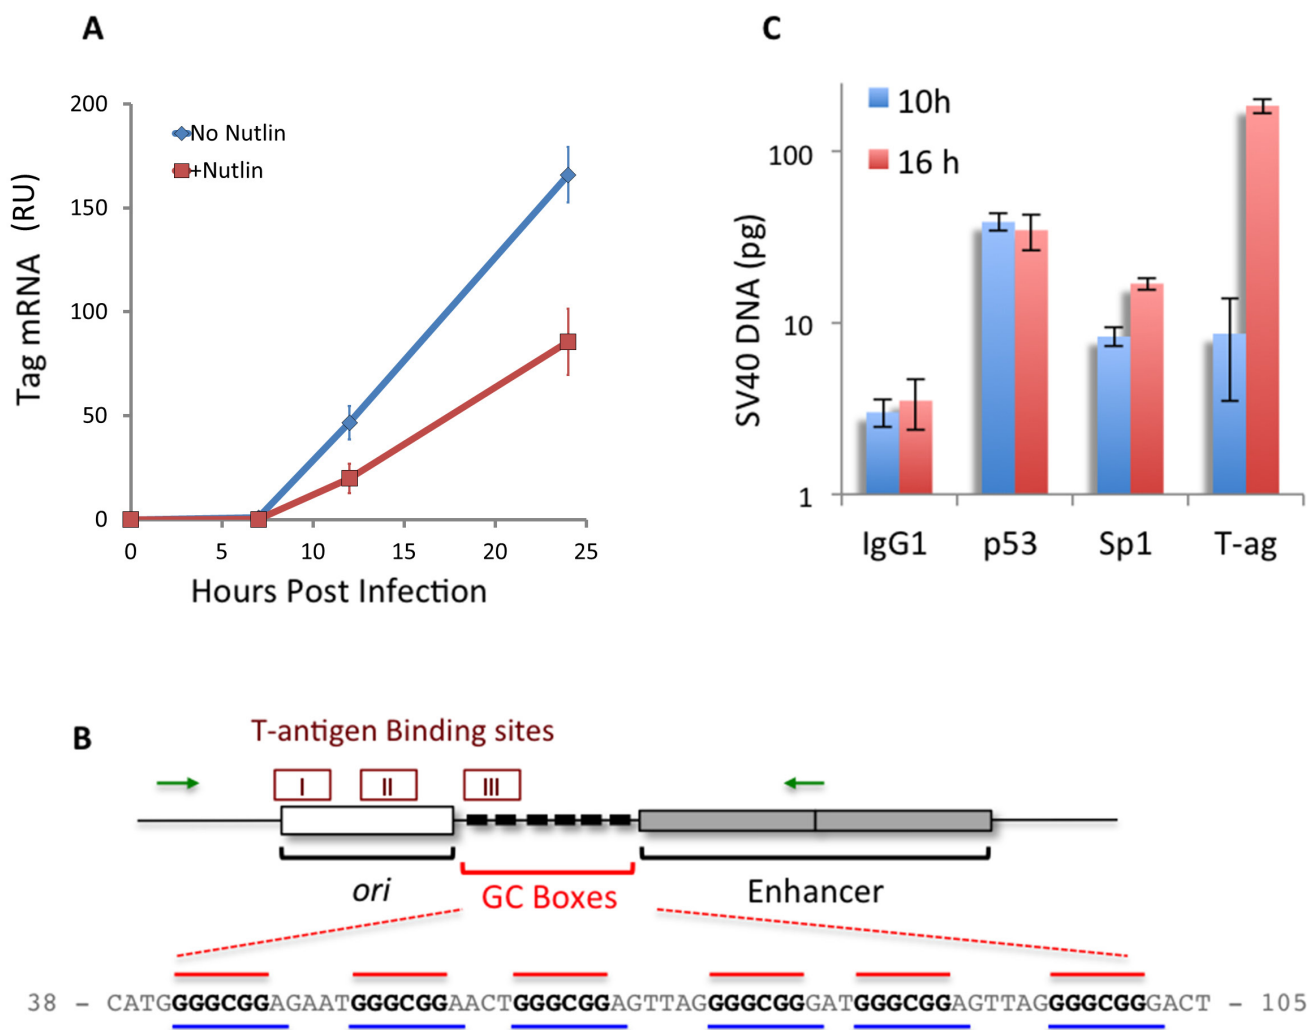 A
200
150
100
50
0
Tag mRNA (RU)
No Nutlin
+Nutlin
0 5 10 15 20 25
Hours Post Infection
C
10h
16 h
100
10
1
SV40 DNA (pg)
IgG1 p53 Sp1 T-ag
B
T-antigen Binding sites
I II III
ori
GC Boxes
Enhancer
38 – CATGGGGCGGAGAATGGGCGGAACTGGGCGGAGTTAGGGGCGGGATGGGCGGAGTTAGGGGCGGGACT – 105